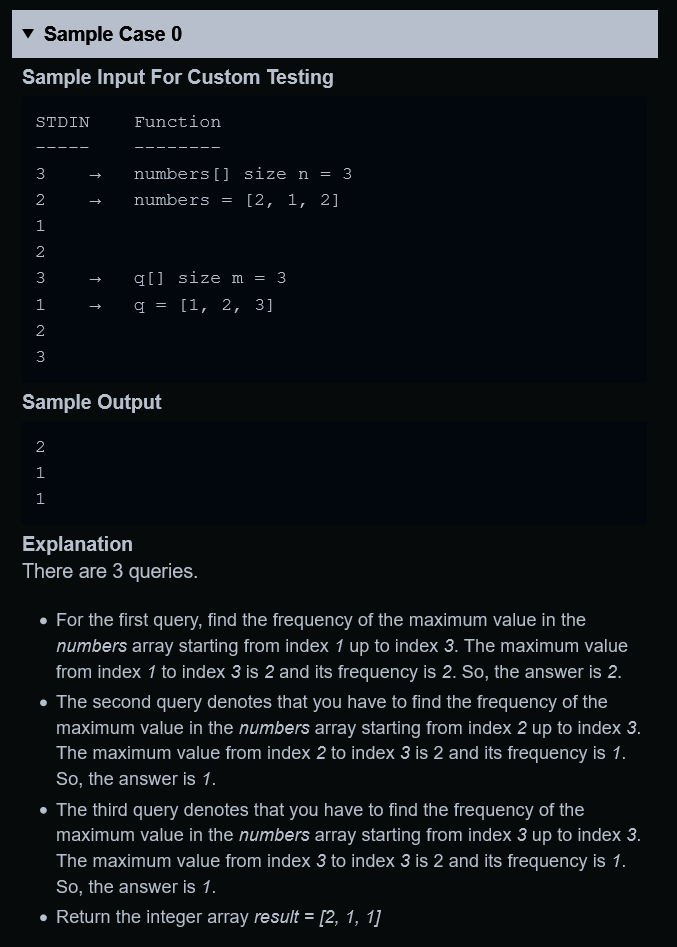 ▼ Sample Case 0
Sample Input For Custom Testing
STDIN    Function
-----    --------
3    →   numbers[] size n = 3
2    →   numbers = [2, 1, 2]
1
2
3    →   q[] size m = 3
1    →   q = [1, 2, 3]
2
3
Sample Output
2
1
1
Explanation
There are 3 queries.
• For the first query, find the frequency of the maximum value in the
numbers array starting from index 1 up to index 3. The maximum value
from index 1 to index 3 is 2 and its frequency is 2. So, the answer is 2.
• The second query denotes that you have to find the frequency of the
maximum value in the numbers array starting from index 2 up to index 3.
The maximum value from index 2 to index 3 is 2 and its frequency is 1.
So, the answer is 1.
• The third query denotes that you have to find the frequency of the
maximum value in the numbers array starting from index 3 up to index 3.
The maximum value from index 3 to index 3 is 2 and its frequency is 1.
So, the answer is 1.
• Return the integer array result = [2, 1, 1]